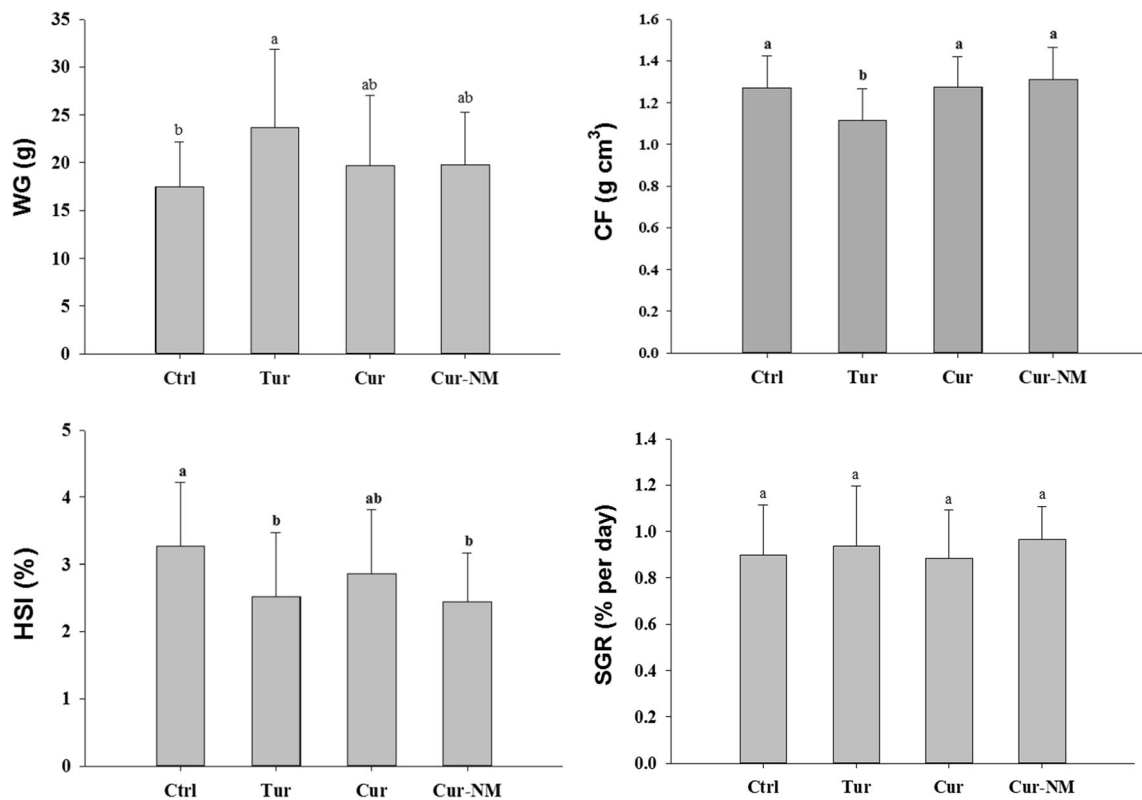 WG (g)
35
30
25
20
15
10
5
0
b
a
ab
ab
Ctrl Tur Cur Cur-NM
CF (g cm³)
1.6
1.4
1.2
1.0
0.8
0.6
0.4
0.2
0.0
a
b
a
a
Ctrl Tur Cur Cur-NM
HSI (%)
5
4
3
2
1
0
a
b
ab
b
Ctrl Tur Cur Cur-NM
SGR (% per day)
1.4
1.2
1.0
0.8
0.6
0.4
0.2
0.0
a
a
a
a
Ctrl Tur Cur Cur-NM